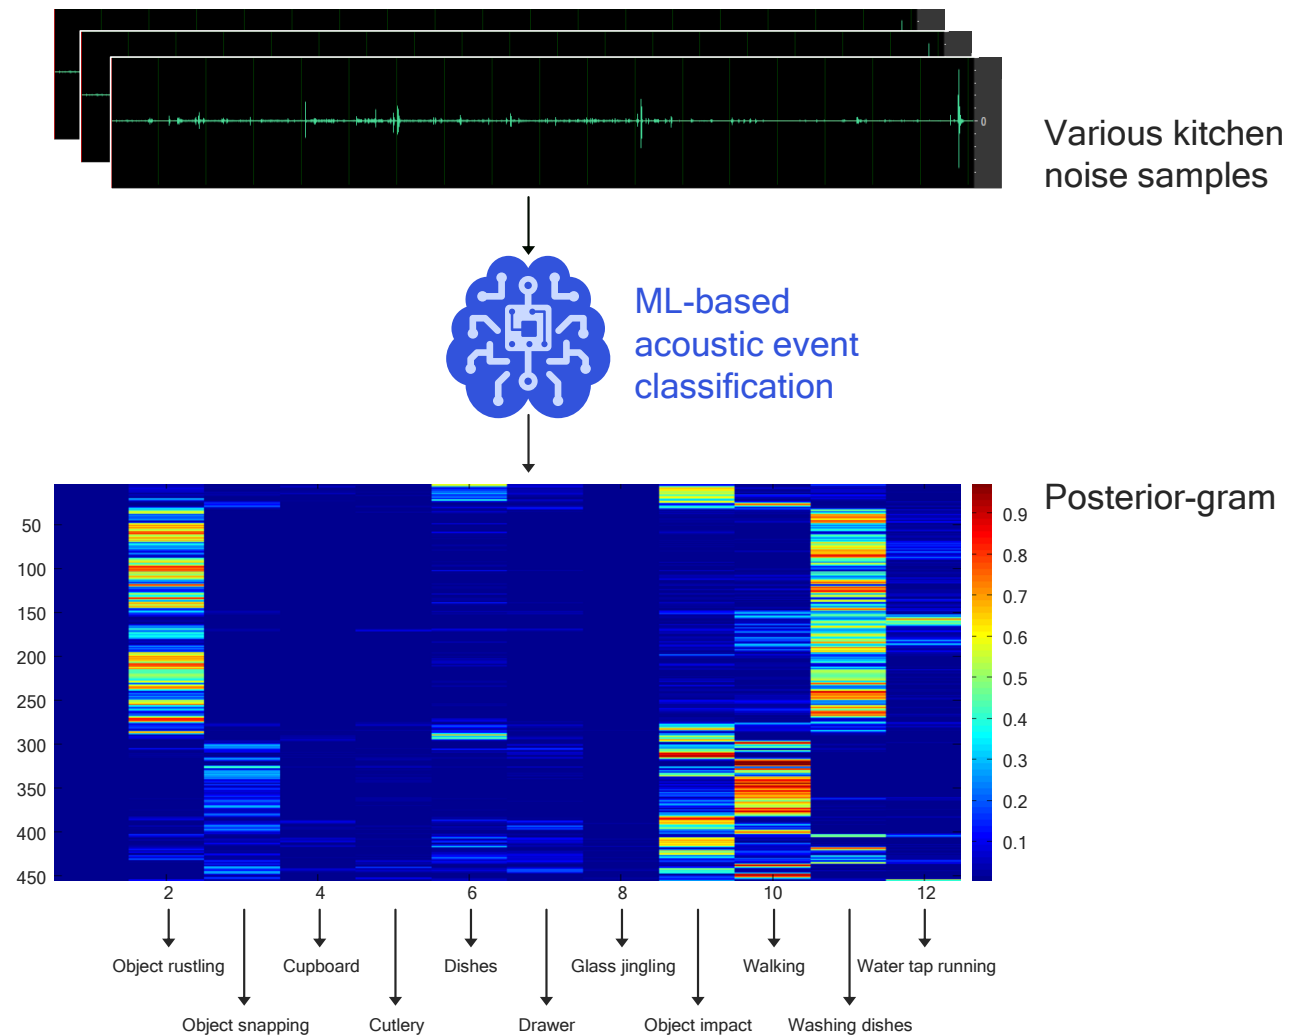 0
Various kitchen
noise samples
ML-based
acoustic event
classification
Posterior-gram
50
100
150
200
250
300
350
400
450
0.9
0.8
0.7
0.6
0.5
0.4
0.3
0.2
0.1
2
4
6
8
10
12
Object rustling
Cupboard
Dishes
Glass jingling
Walking
Water tap running
Object snapping
Cutlery
Drawer
Object impact
Washing dishes